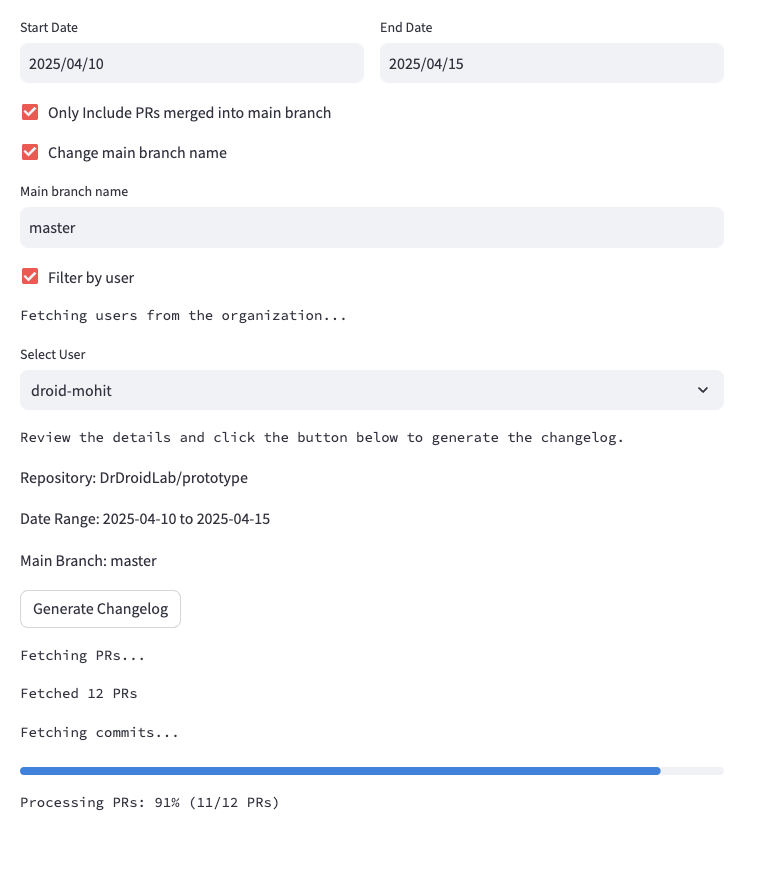 Start Date
End Date
2025/04/10
2025/04/15
Only Include PRs merged into main branch
Change main branch name
Main branch name
master
Filter by user
Fetching users from the organization...
Select User
droid-mohit
Review the details and click the button below to generate the changelog.
Repository: DrDroidLab/prototype
Date Range: 2025-04-10 to 2025-04-15
Main Branch: master
Generate Changelog
Fetching PRs...
Fetched 12 PRs
Fetching commits...
Processing PRs: 91% (11/12 PRs)